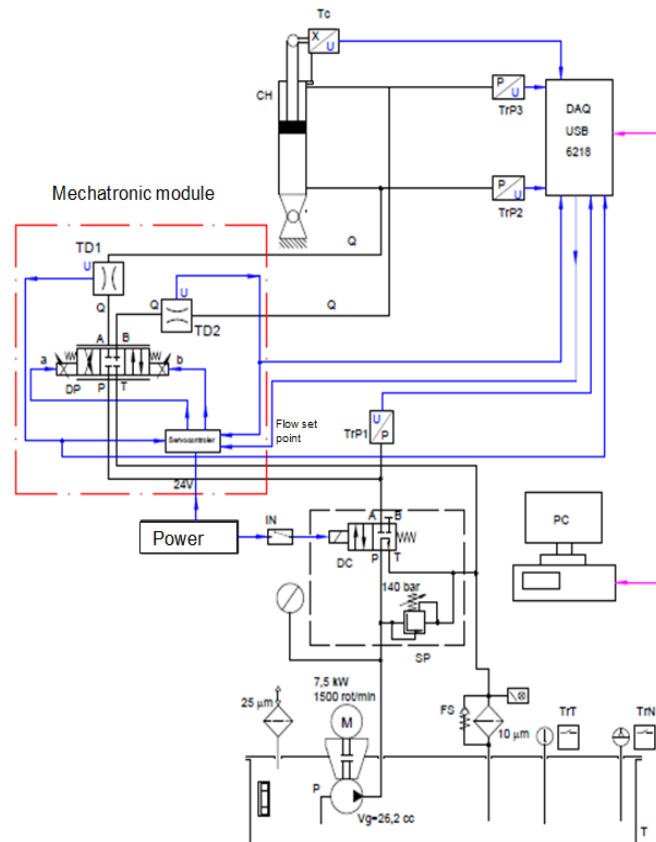 Tc
X
U
CH
P
U
TrP3
DAQ
USB
6218
P
U
TrP2
Mechatronic module
Q
TD1
U
U
Q
Q
Q
TD2
A B
a
b
DP
P T
Flow set
point
Servocontroler
U
P
TrP1
24V
Power
IN
A B
P T
DC
140 bar
SP
PC
7,5 kW
1500 rot/min
25 μm
M
FS
10 μm
TrT
TrN
P
Vg=26,2 cc
T